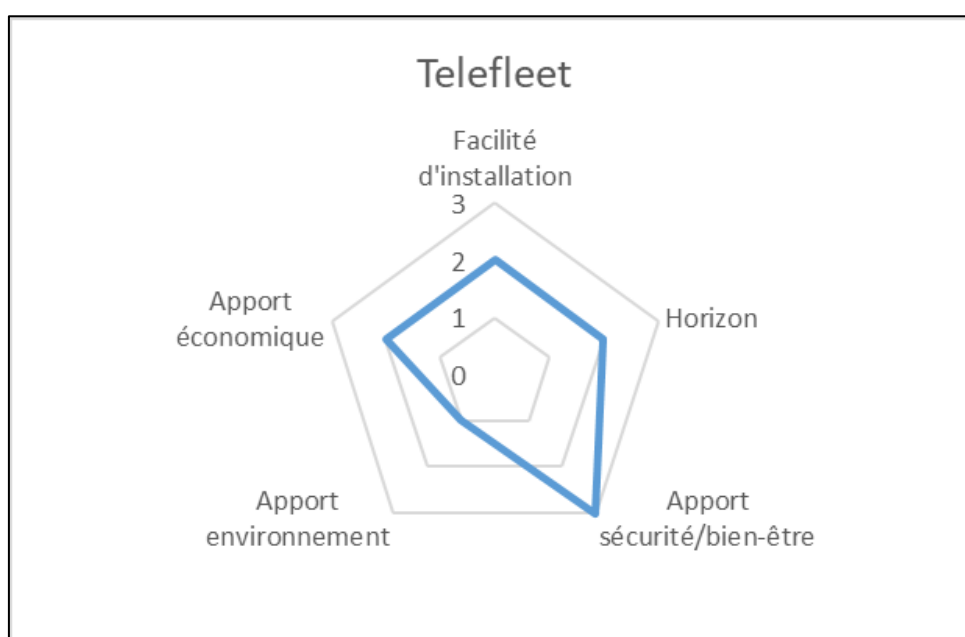 Telefleet
Facilité
d'installation
3
2
1
0
Horizon
Apport
économique
Apport
sécurité/bien-être
Apport
environnement